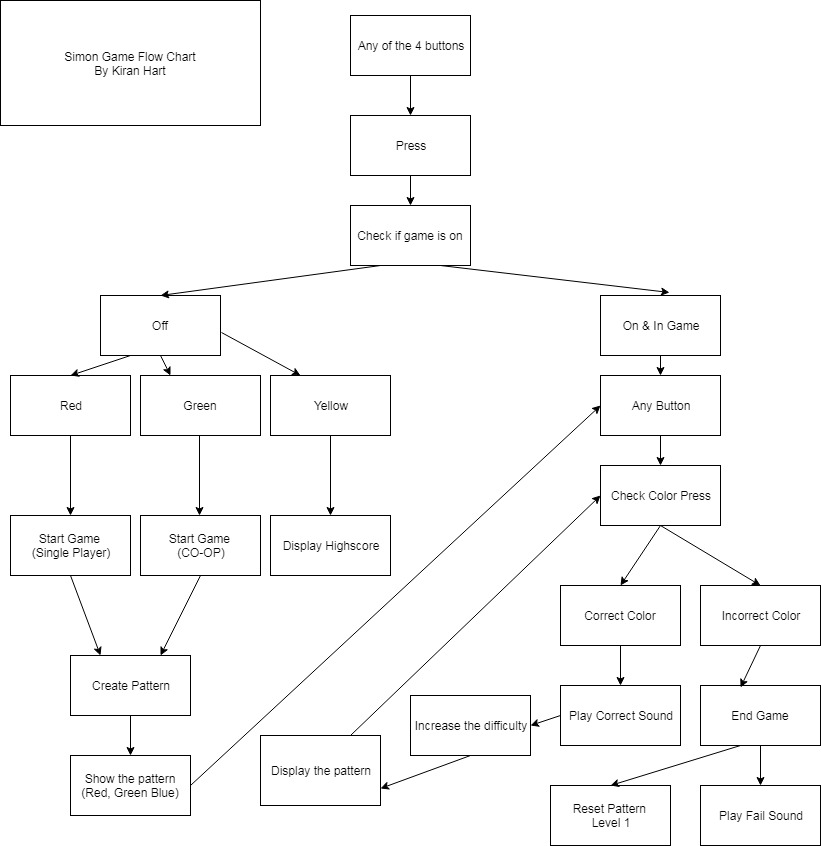 Simon Game Flow Chart
By Kiran Hart
Any of the 4 buttons
Press
Check if game is on
Off
On & In Game
Red
Green
Yellow
Any Button
Check Color Press
Start Game
(Single Player)
Start Game
(CO-OP)
Display Highscore
Correct Color
Incorrect Color
Create Pattern
Play Correct Sound
End Game
Increase the difficulty
Display the pattern
Show the pattern
(Red, Green Blue)
Reset Pattern
Level 1
Play Fail Sound